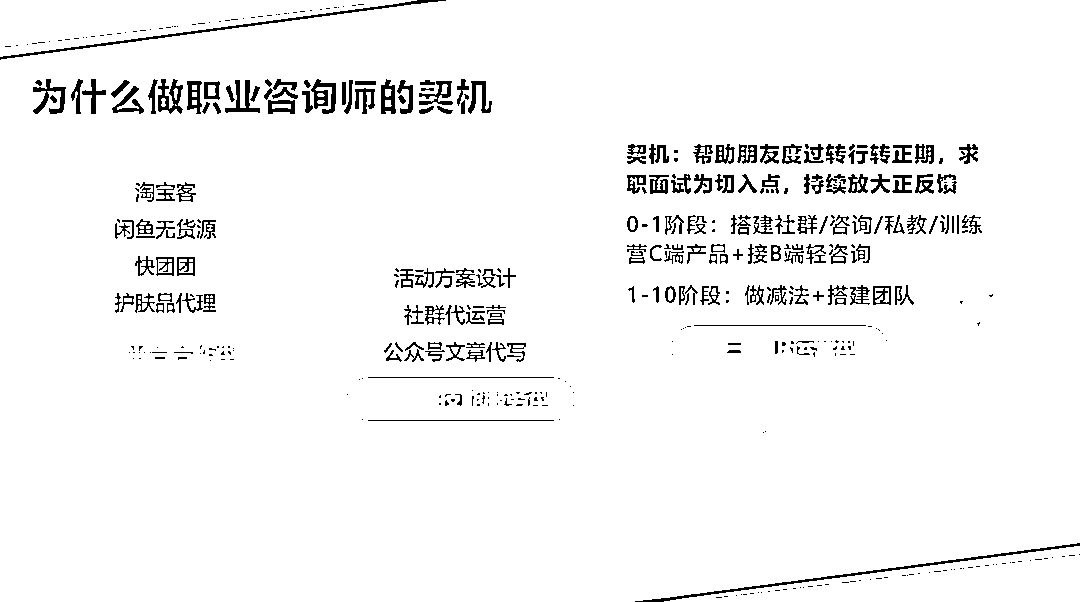 为什么做职业咨询师的契机
淘宝客
闲鱼无货源
快团团
护肤品代理
活动方案设计
社群代运营
公众号文章代写
契机：帮助朋友度过转行转正期，求
职面试为切入点，持续放大正反馈
0-1阶段：搭建社群/咨询/私教/训练
营C端产品+接B端轻咨询
1-10阶段：做减法+搭建团队